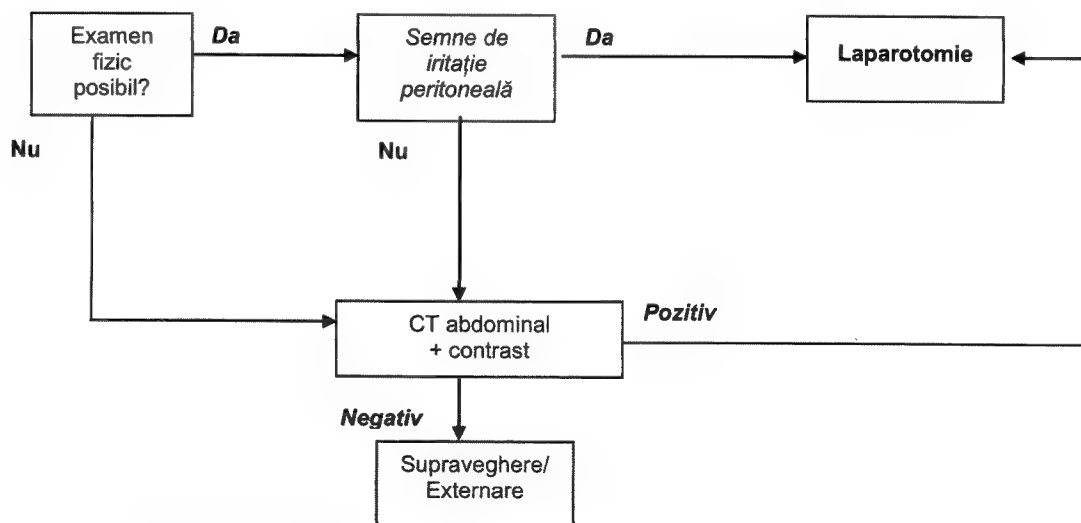 Examen
fizic
posibil?
Da
Semne de
iritație
peritoneală
Da
Laparotomie
Nu
Nu
CT abdominal
+ contrast
Pozitiv
Negativ
Supraveghere/
Externare